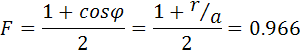 F = (1 + cosφ)/2 = (1 + r/a)/2 = 0.966